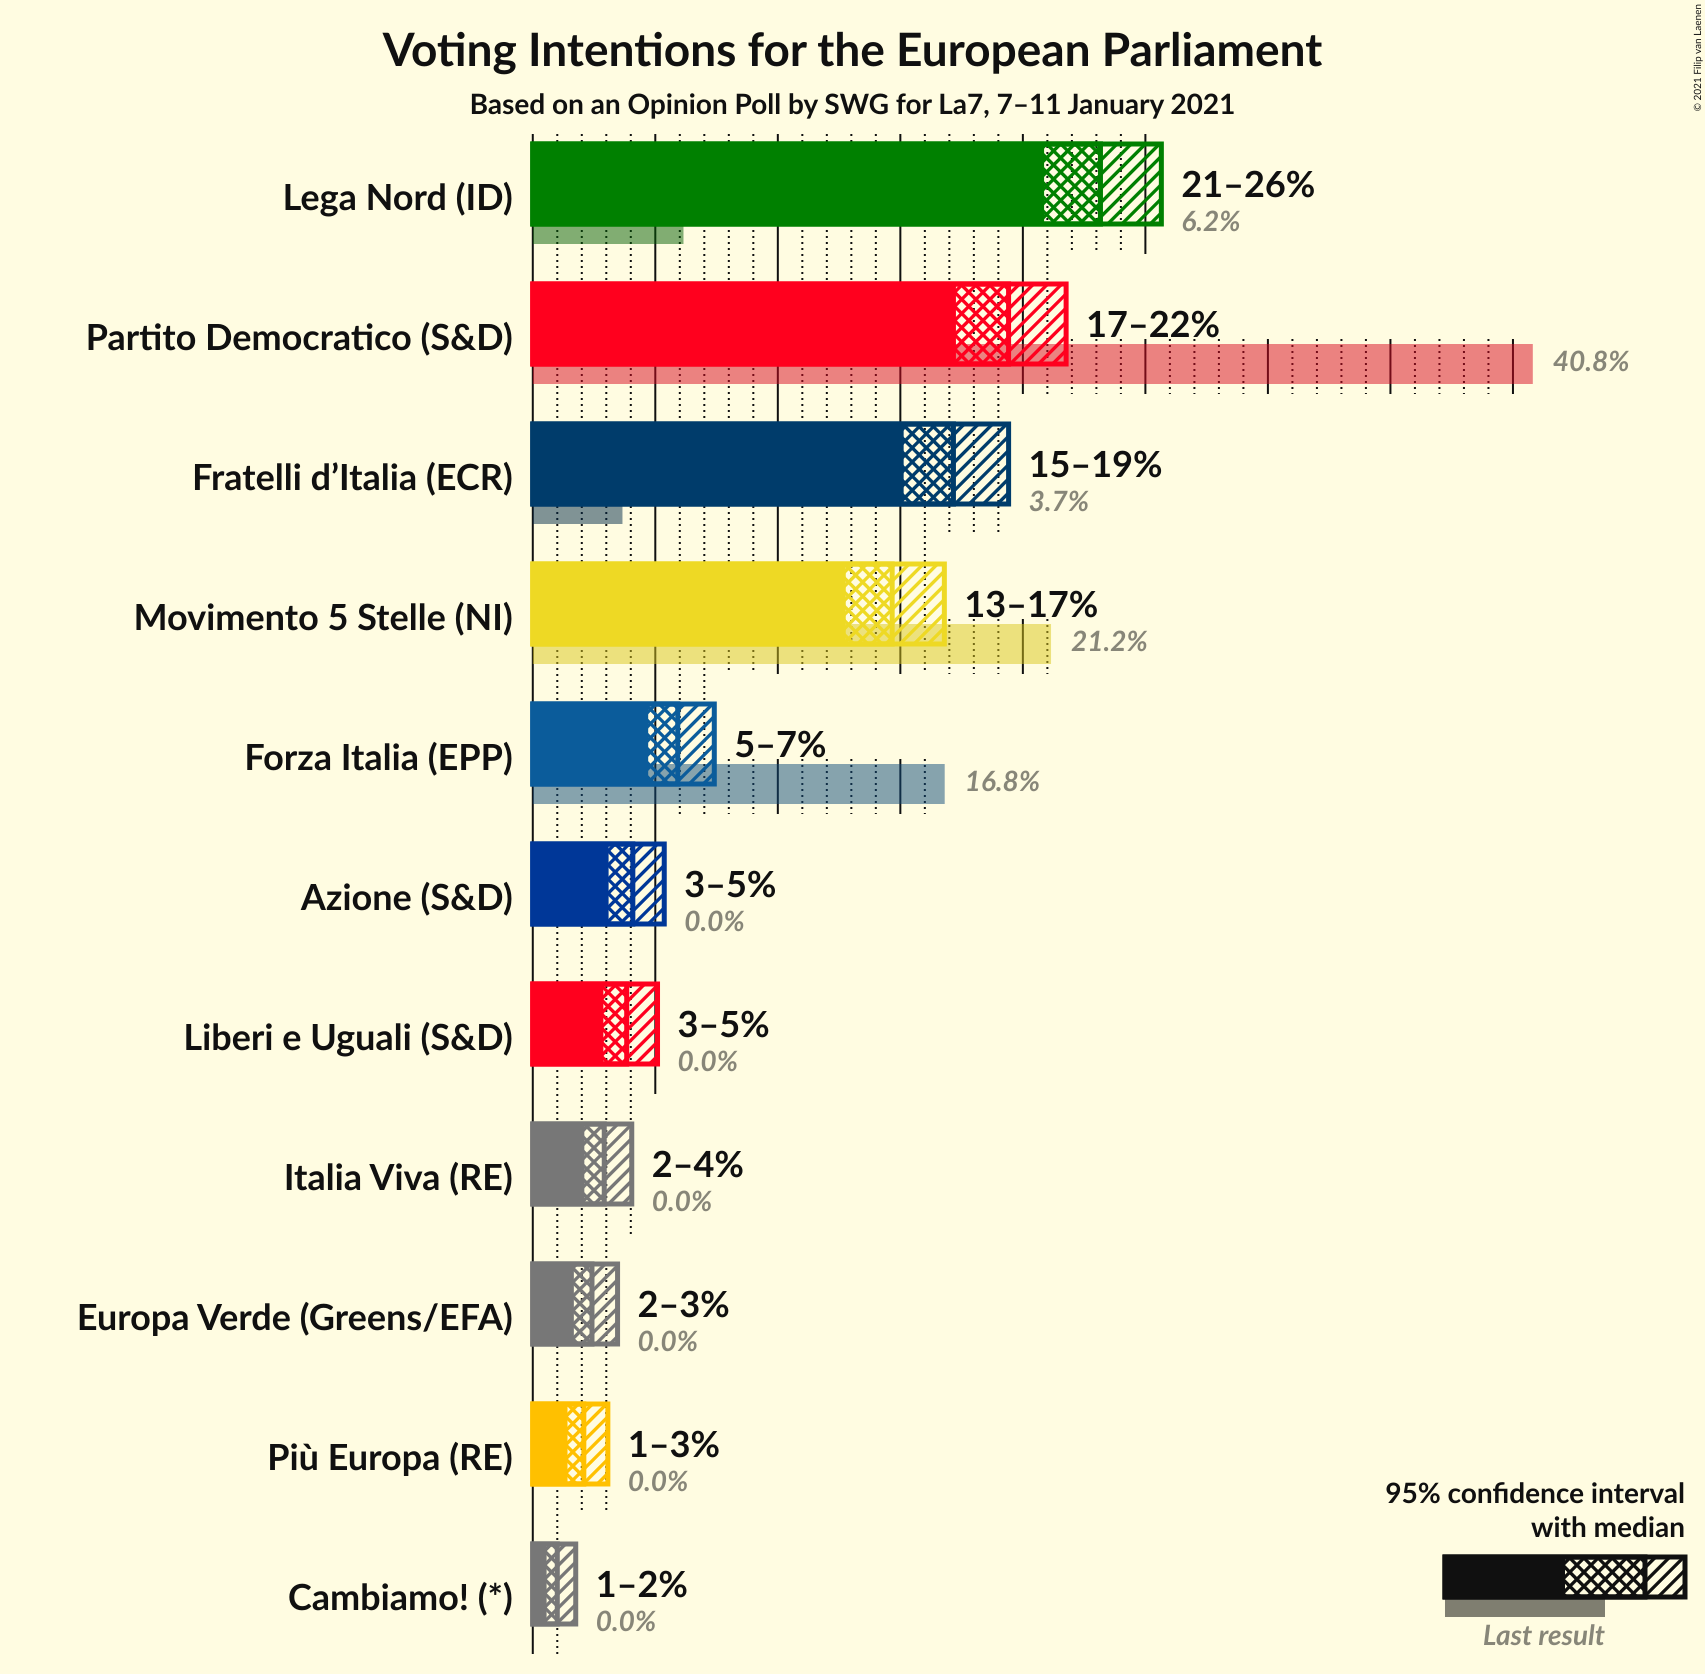 Voting Intentions for the European Parliament
Based on an Opinion Poll by SWG for La7, 7–11 January 2021
© 2021 Filip van Laenen
Lega Nord (ID)
21–26%
6.2%
Partito Democratico (S&D)
17–22%
40.8%
Fratelli d’Italia (ECR)
15–19%
3.7%
Movimento 5 Stelle (NI)
13–17%
21.2%
Forza Italia (EPP)
5–7%
16.8%
Azione (S&D)
3–5%
0.0%
Liberi e Uguali (S&D)
3–5%
0.0%
Italia Viva (RE)
2–4%
0.0%
Europa Verde (Greens/EFA)
2–3%
0.0%
Più Europa (RE)
1–3%
0.0%
Cambiamo! (*)
1–2%
0.0%
95% confidence interval
with median
Last result